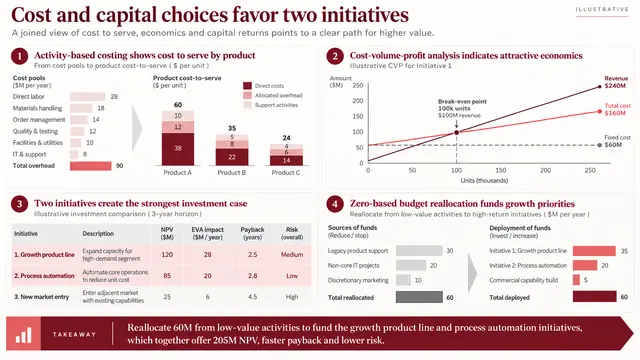 Cost and capital choices favor two initiatives
ILLUSTRATIVE
A joined view of cost to serve, economics and capital returns points to a clear path for higher value.
1 Activity-based costing shows cost to serve by product
From cost pools to product cost-to-serve ( $ per unit )
Cost pools
($M per year)
Direct labor 28
Materials handling 18
Order management 14
Quality & testing 12
Facilities & utilities 10
IT & support 8
Total overhead 90
Product cost-to-serve
($ per unit)
Direct costs
Allocated overhead
Support activities
60
10
12
38
Product A
35
5
8
22
Product B
24
4
6
14
Product C
2 Cost-volume-profit analysis indicates attractive economics
Illustrative CVP for Initiative 1
Amount
($M)
250
200
150
100
50
0
0 50 100 150 200 250
Units (thousands)
Break-even point
100k units
$100M revenue
Revenue
$240M
Total cost
$160M
Fixed cost
$60M
3 Two initiatives create the strongest investment case
Illustrative investment comparison ( 3-year horizon )
Initiative Description NPV ($M) EVA impact ($M / year) Payback (years) Risk (overall)
1. Growth product line Expand capacity for high-demand segment 120 28 2.5 Medium
2. Process automation Automate core operations to reduce unit cost 85 20 2.8 Low
3. New market entry Enter adjacent market with existing capabilities 25 6 4.5 High
4 Zero-based budget reallocation funds growth priorities
Reallocate from low-value activities to high-return initiatives ( $M per year )
Sources of funds
(Reduce / stop)
Legacy product support 30
Non-core IT projects 20
Discretionary marketing 10
Total reallocated 60
Deployment of funds
(Invest / increase)
Initiative 1: Growth product line 35
Initiative 2: Process automation 20
Commercial capability build 5
Total deployed 60
TAKEAWAY
Reallocate 60M from low-value activities to fund the growth product line and process automation initiatives,
which together offer 205M NPV, faster payback and lower risk.